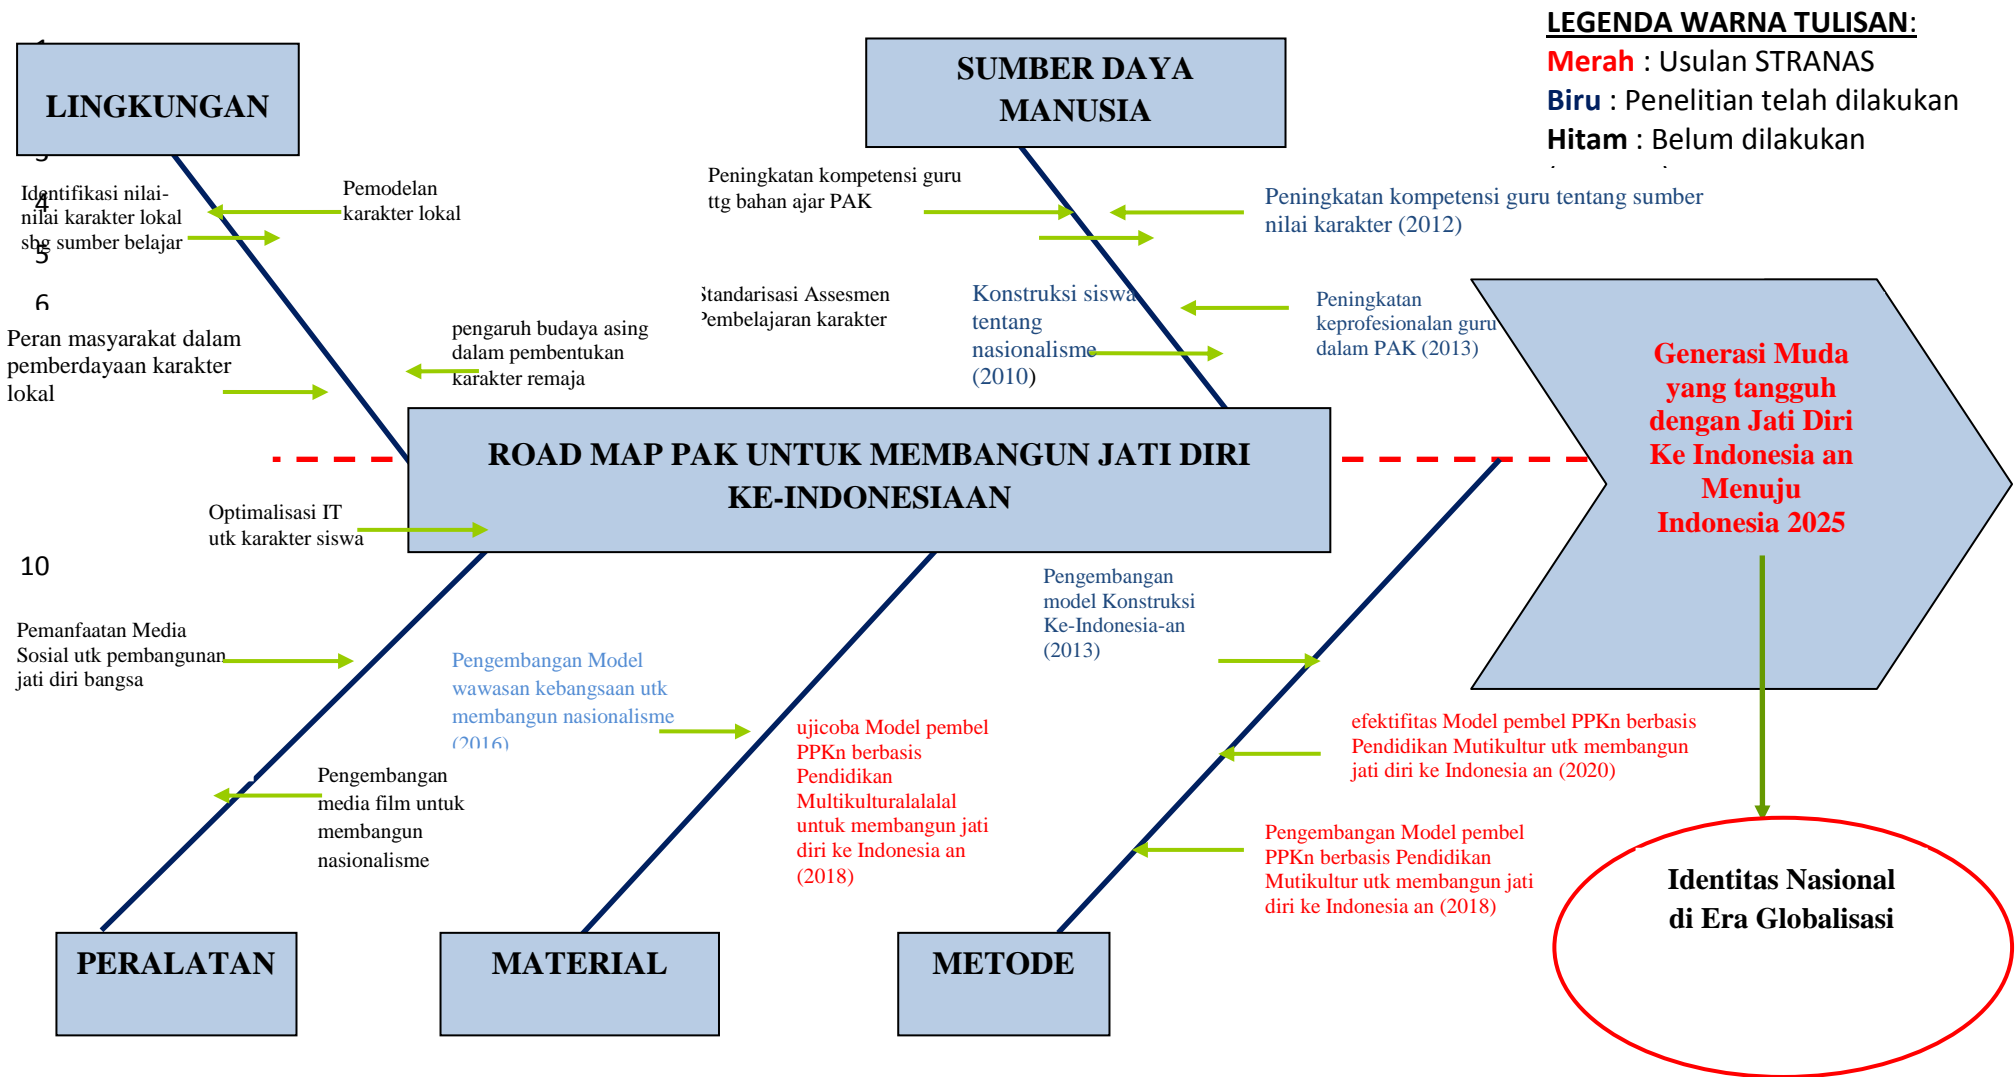 LEGENDA WARNA TULISAN:
Merah : Usulan STRANAS
Biru : Penelitian telah dilakukan
Hitam : Belum dilakukan
LINGKUNGAN
SUMBER DAYA
MANUSIA
4
5
6
10
Identifikasi nilai-
nilai karakter lokal
sbg sumber belajar
Pemodelan
karakter lokal
Peningkatan kompetensi guru
ttg bahan ajar PAK
Peningkatan kompetensi guru tentang sumber
nilai karakter (2012)
Peran masyarakat dalam
pemberdayaan karakter
lokal
pengaruh budaya asing
dalam pembentukan
karakter remaja
Standarisasi Assesmen
Pembelajaran karakter
Konstruksi siswa
tentang
nasionalisme
(2010)
Peningkatan
keprofesionalan guru
dalam PAK (2013)
ROAD MAP PAK UNTUK MEMBANGUN JATI DIRI
KE-INDONESIAAN
Generasi Muda
yang tangguh
dengan Jati Diri
Ke Indonesia an
Menuju
Indonesia 2025
Optimalisasi IT
utk karakter siswa
Pemanfaatan Media
Sosial utk pembangunan
jati diri bangsa
Pengembangan
media film untuk
membangun
nasionalisme
Pengembangan Model
wawasan kebangsaan utk
membangun nasionalisme
(2016)
ujicoba Model pembel
PPKn berbasis
Pendidikan
Multikulturalalalal
untuk membangun jati
diri ke Indonesia an
(2018)
Pengembangan
model Konstruksi
Ke-Indonesia-an
(2013)
efektifitas Model pembel PPKn berbasis
Pendidikan Mutikultur utk membangun
jati diri ke Indonesia an (2020)
Pengembangan Model pembel
PPKn berbasis Pendidikan
Mutikultur utk membangun jati
diri ke Indonesia an (2018)
Identitas Nasional
di Era Globalisasi
PERALATAN
MATERIAL
METODE